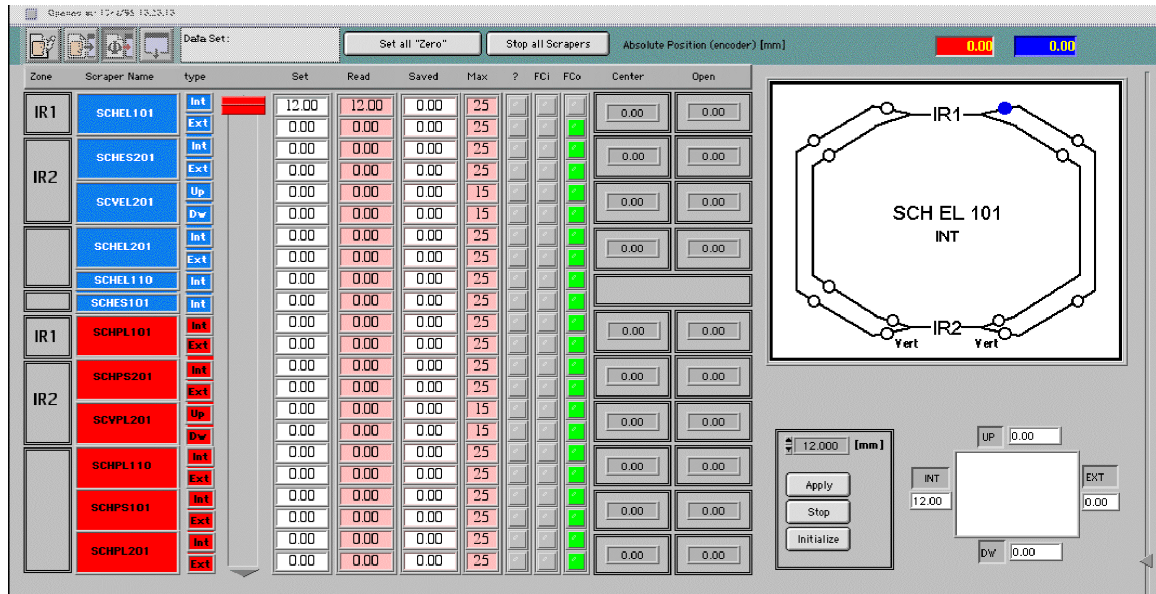 Data Set:
Set all "Zero"
Stop all Scrapers
Absolute Position (encoder) [mm]
0.00
0.00
Zone Scraper Name type Set Read Saved Max ? FCi FCo Center Open
IR1 SCHEL101 Int 12.00 12.00 0.00 25 0.00 0.00
Ext 0.00 0.00 0.00 25
IR2 SCHES201 Int 0.00 0.00 0.00 25 0.00 0.00
Ext 0.00 0.00 0.00 25
SCVEL201 Up 0.00 0.00 0.00 15 0.00 0.00
Dw 0.00 0.00 0.00 15
SCHEL201 Int 0.00 0.00 0.00 25 0.00 0.00
Ext 0.00 0.00 0.00 25
SCHEL110 Int 0.00 0.00 0.00 25
SCHES101 Int 0.00 0.00 0.00 25
IR1 SCHPL101 Int 0.00 0.00 0.00 25 0.00 0.00
Ext 0.00 0.00 0.00 25
IR2 SCHPS201 Int 0.00 0.00 0.00 25 0.00 0.00
Ext 0.00 0.00 0.00 25
SCVPL201 Up 0.00 0.00 0.00 15 0.00 0.00
Dw 0.00 0.00 0.00 15
SCHPL110 Int 0.00 0.00 0.00 25 0.00 0.00
Ext 0.00 0.00 0.00 25
SCHPS101 Int 0.00 0.00 0.00 25 0.00 0.00
Ext 0.00 0.00 0.00 25
SCHPL201 Int 0.00 0.00 0.00 25 0.00 0.00
Ext 0.00 0.00 0.00 25
IR1
SCH EL 101
INT
IR2
Vert Vert
12.000 [mm]
Apply
Stop
Initialize
UP 0.00
INT
12.00
EXT
0.00
DW 0.00